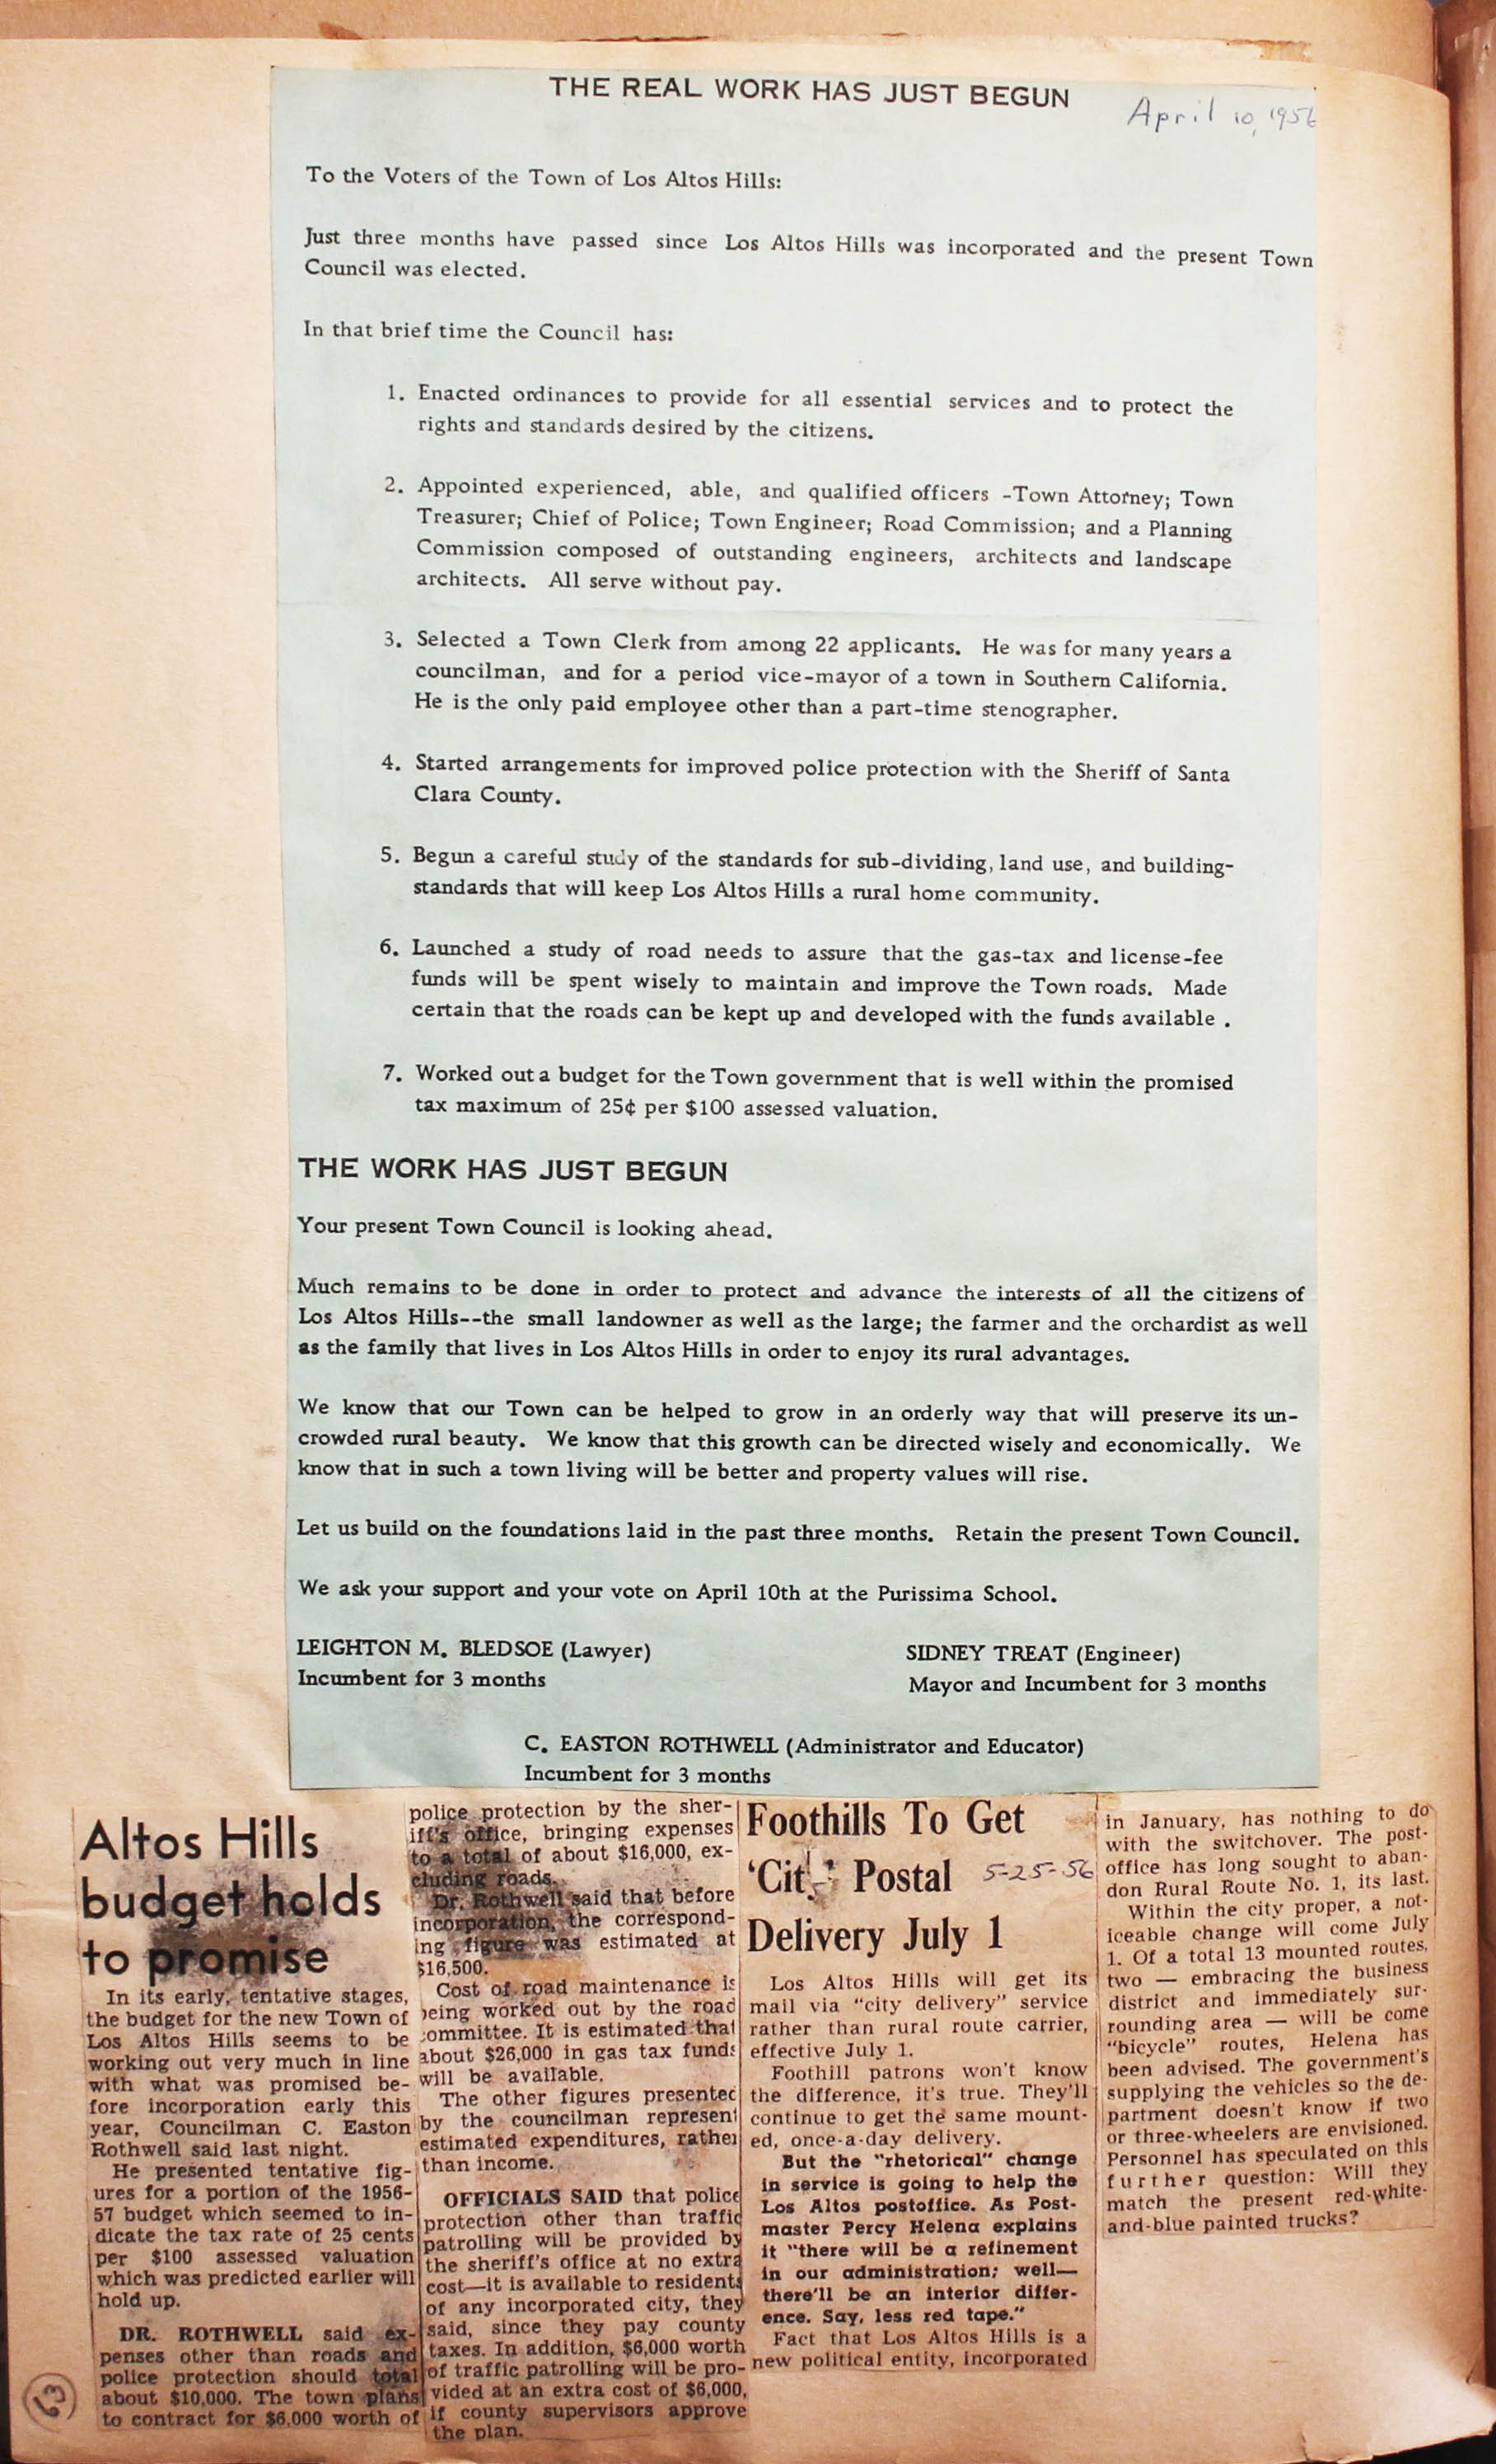 THE REAL WORK HAS JUST BEGUN
April 10, 1956
To the Voters of the Town of Los Altos Hills:
Just three months have passed since Los Altos Hills was incorporated and the present Town
Council was elected.
In that brief time the Council has:
1. Enacted ordinances to provide for all essential services and to protect the
rights and standards desired by the citizens.
2. Appointed experienced, able, and qualified officers -Town Attorney; Town
Treasurer; Chief of Police; Town Engineer; Road Commission; and a Planning
Commission composed of outstanding engineers, architects and landscape
architects. All serve without pay.
3. Selected a Town Clerk from among 22 applicants. He was for many years a
councilman, and for a period vice-mayor of a town in Southern California.
He is the only paid employee other than a part-time stenographer.
4. Started arrangements for improved police protection with the Sheriff of Santa
Clara County.
5. Begun a careful study of the standards for sub-dividing, land use, and building-
standards that will keep Los Altos Hills a rural home community.
6. Launched a study of road needs to assure that the gas-tax and license-fee
funds will be spent wisely to maintain and improve the Town roads. Made
certain that the roads can be kept up and developed with the funds available .
7. Worked out a budget for the Town government that is well within the promised
tax maximum of 25¢ per $100 assessed valuation.
THE WORK HAS JUST BEGUN
Your present Town Council is looking ahead.
Much remains to be done in order to protect and advance the interests of all the citizens of
Los Altos Hills--the small landowner as well as the large; the farmer and the orchardist as well
as the family that lives in Los Altos Hills in order to enjoy its rural advantages.
We know that our Town can be helped to grow in an orderly way that will preserve its un-
crowded rural beauty. We know that this growth can be directed wisely and economically. We
know that in such a town living will be better and property values will rise.
Let us build on the foundations laid in the past three months. Retain the present Town Council.
We ask your support and your vote on April 10th at the Purissima School.
LEIGHTON M. BLEDSOE (Lawyer)
Incumbent for 3 months
SIDNEY TREAT (Engineer)
Mayor and Incumbent for 3 months
C. EASTON ROTHWELL (Administrator and Educator)
Incumbent for 3 months
Altos Hills
budget holds
to promise
In its early, tentative stages,
the budget for the new Town of
Los Altos Hills seems to be
working out very much in line
with what was promised be-
fore incorporation early this
year, Councilman C. Easton
Rothwell said last night.
He presented tentative fig-
ures for a portion of the 1956-
57 budget which seemed to in-
dicate the tax rate of 25 cents
per $100 assessed valuation
which was predicted earlier will
hold up.
DR. ROTHWELL said ex-
penses other than roads and
police protection should total
about $10,000. The town plans
to contract for $6,000 worth of
police protection by the sher-
iff's office, bringing expenses
to a total of about $16,000, ex-
cluding roads.
Dr. Rothwell said that before
incorporation, the correspond-
ing figure was estimated at
$16,500.
Cost of road maintenance is
being worked out by the road
committee. It is estimated that
about $26,000 in gas tax funds
will be available.
The other figures presented
by the councilman represent
estimated expenditures, rather
than income.
OFFICIALS SAID that police
protection other than traffic
patrolling will be provided by
the sheriff's office at no extra
cost—it is available to residents
of any incorporated city, they
said, since they pay county
taxes. In addition, $6,000 worth
of traffic patrolling will be pro-
vided at an extra cost of $6,000,
if county supervisors approve
the plan.
Foothills To Get
'City' Postal
5-25-56
Delivery July 1
Los Altos Hills will get its
mail via "city delivery" service
rather than rural route carrier,
effective July 1.
Foothill patrons won't know
the difference, it's true. They'll
continue to get the same mount-
ed, once-a-day delivery.
But the "rhetorical" change
in service is going to help the
Los Altos postoffice. As Post-
master Percy Helena explains
it "there will be a refinement
in our administration; well—
there'll be an interior differ-
ence. Say, less red tape."
Fact that Los Altos Hills is a
new political entity, incorporated
in January, has nothing to do
with the switchover. The post-
office has long sought to aban-
don Rural Route No. 1, its last.
Within the city proper, a not-
iceable change will come July
1. Of a total 13 mounted routes,
two — embracing the business
district and immediately sur-
rounding area — will be come
"bicycle" routes, Helena has
been advised. The government's
supplying the vehicles so the de-
partment doesn't know if two
or three-wheelers are envisioned.
Personnel has speculated on this
further question: Will they
match the present red-white-
and-blue painted trucks?
13